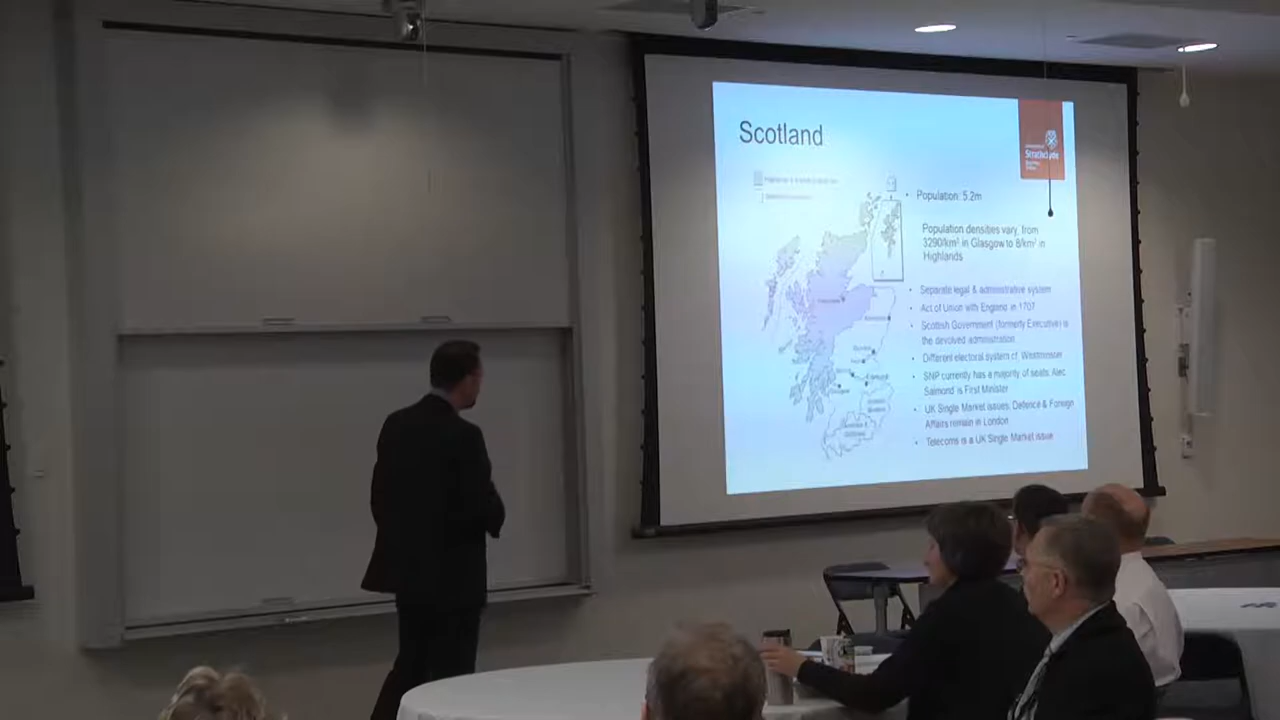 Scotland
Strathclyde
• Population: 5.2m
Population densities vary, from
3290/km² in Glasgow to 8/km² in
Highlands
• Separate legal & administrative system
• Act of Union with England in 1707
• Scottish Government (formerly Executive) is
the devolved administration
• Different electoral system cf. Westminster
• SNP currently has a majority of seats: Alec
Salmond is First Minister
• UK Single Market issues: Defence & Foreign
Affairs remain in London
• Telecoms is a UK Single Market issue